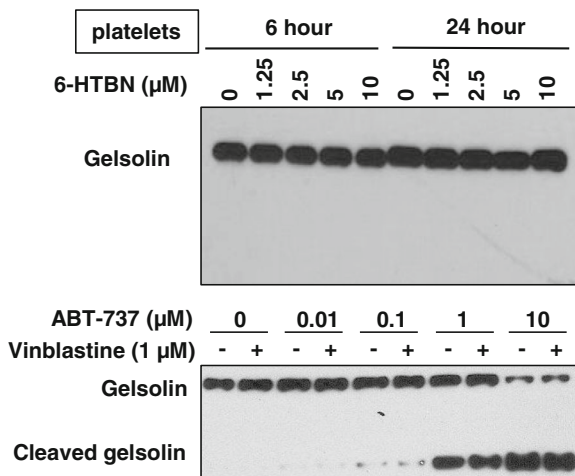 platelets 6 hour 24 hour
6-HTBN (µM) 0 1.25 2.5 5 10 0 1.25 2.5 5 10
Gelsolin
ABT-737 (µM) 0 0.01 0.1 1 10
Vinblastine (1 µM) - + - + - + - + - +
Gelsolin
Cleaved gelsolin